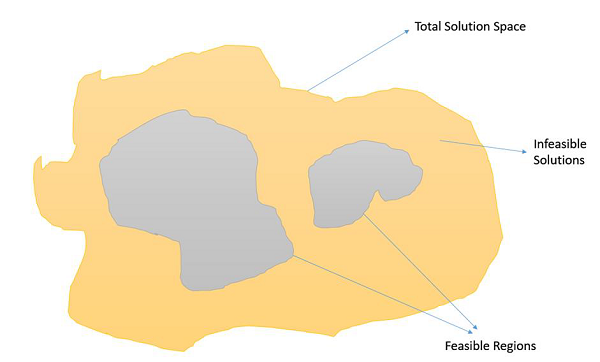 Total Solution Space
Infeasible
Solutions
Feasible Regions